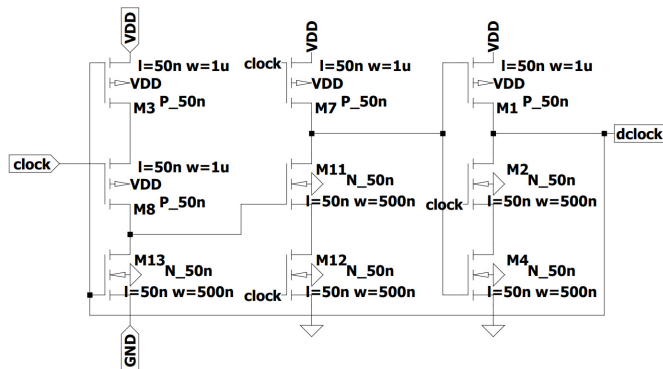 VDD
l=50n w=1u
VDD
P_50n
M3
clock
VDD
l=50n w=1u
VDD
P_50n
M7
VDD
l=50n w=1u
VDD
P_50n
M1
dclock
clock
l=50n w=1u
VDD
P_50n
M8
M11
N_50n
l=50n w=500n
M2
N_50n
clock
l=50n w=500n
M13
N_50n
l=50n w=500n
M12
N_50n
clock
l=50n w=500n
M4
N_50n
l=50n w=500n
GND